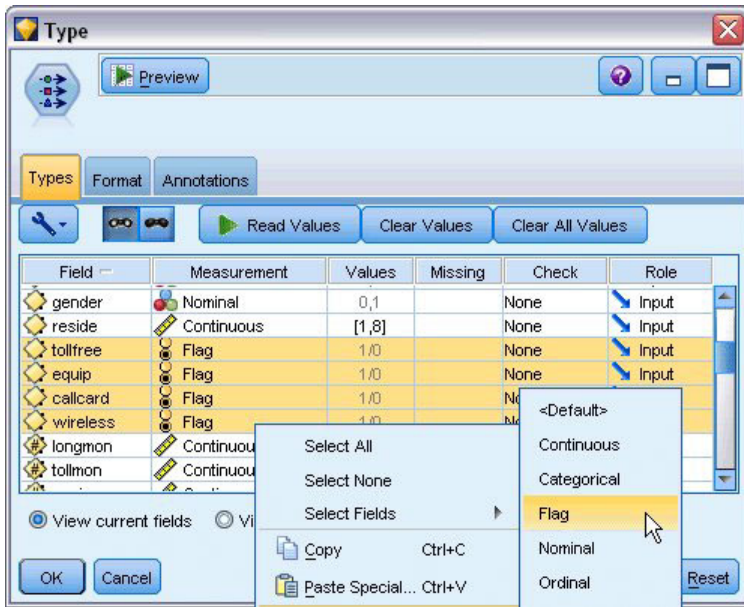 Type
Preview
Types Format Annotations
Read Values Clear Values Clear All Values
Field Measurement Values Missing Check Role
gender Nominal 0,1 None Input
reside Continuous [1,8] None Input
tollfree Flag 1/0 None Input
equip Flag 1/0 None Input
callcard Flag 1/0
wireless Flag 1/0
longmon Continuou
tollmon Continuou
Select All
Select None
Select Fields
Copy Ctrl+C
Paste Special... Ctrl+V
<Default>
Continuous
Categorical
Flag
Nominal
Ordinal
View current fields Vi
OK Cancel Reset